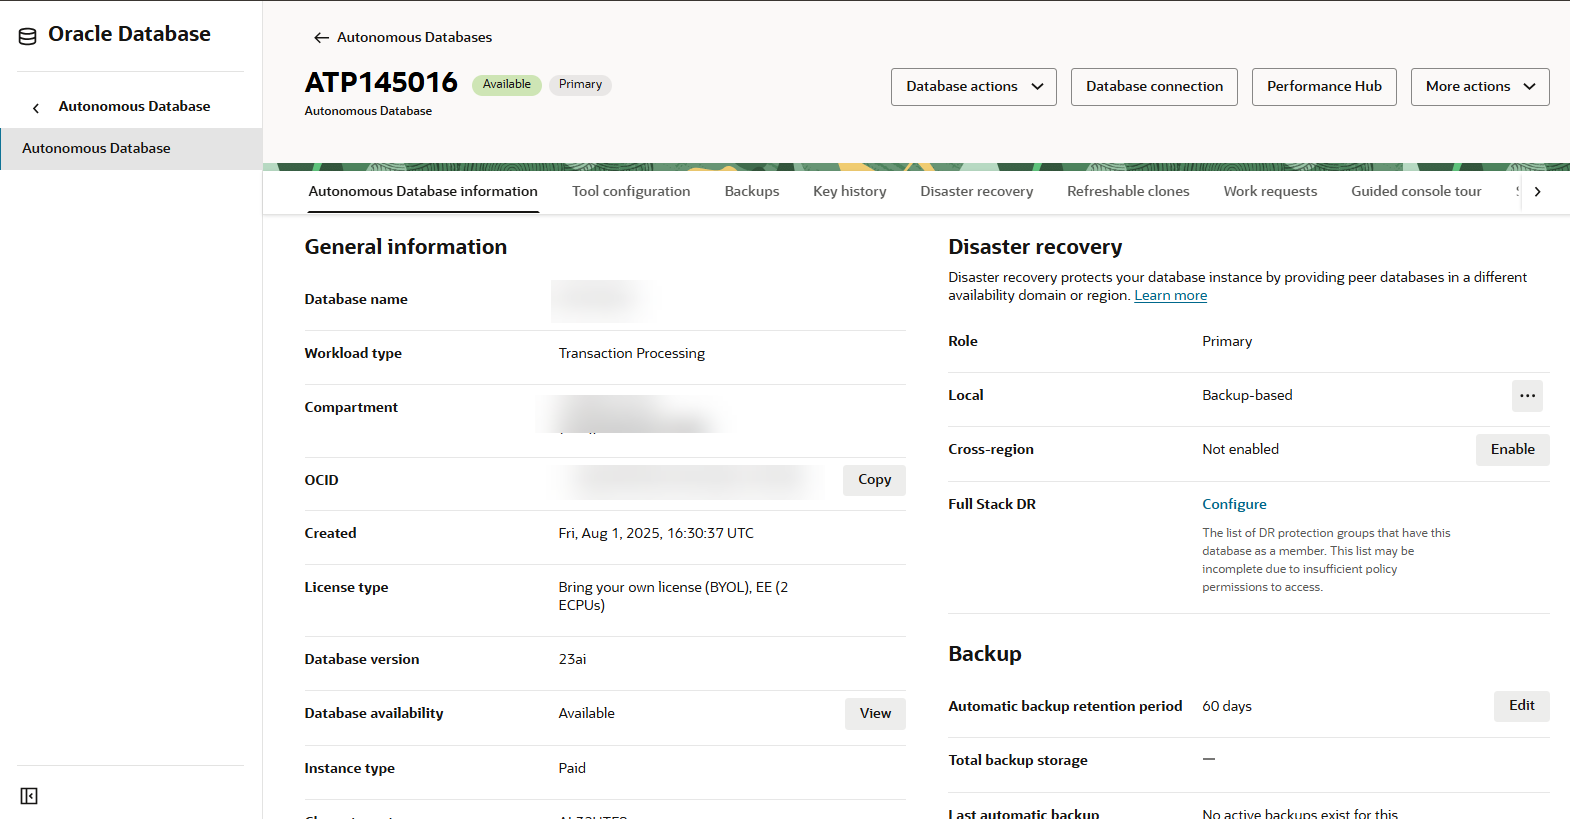 Oracle Database
Autonomous Database
Autonomous Database
Autonomous Databases
ATP145016
Available
Primary
Autonomous Database
Database actions
Database connection
Performance Hub
More actions
Autonomous Database information
Tool configuration
Backups
Key history
Disaster recovery
Refreshable clones
Work requests
Guided console tour
General information
Database name
Workload type
Transaction Processing
Compartment
OCID
Copy
Created
Fri, Aug 1, 2025, 16:30:37 UTC
License type
Bring your own license (BYOL), EE (2
ECPUs)
Database version
23ai
Database availability
Available
View
Instance type
Paid
Disaster recovery
Disaster recovery protects your database instance by providing peer databases in a different
availability domain or region. Learn more
Role
Primary
Local
Backup-based
...
Cross-region
Not enabled
Enable
Full Stack DR
Configure
The list of DR protection groups that have this
database as a member. This list may be
incomplete due to insufficient policy
permissions to access.
Backup
Automatic backup retention period
60 days
Edit
Total backup storage
—
Last automatic backup
No active backups exist for this